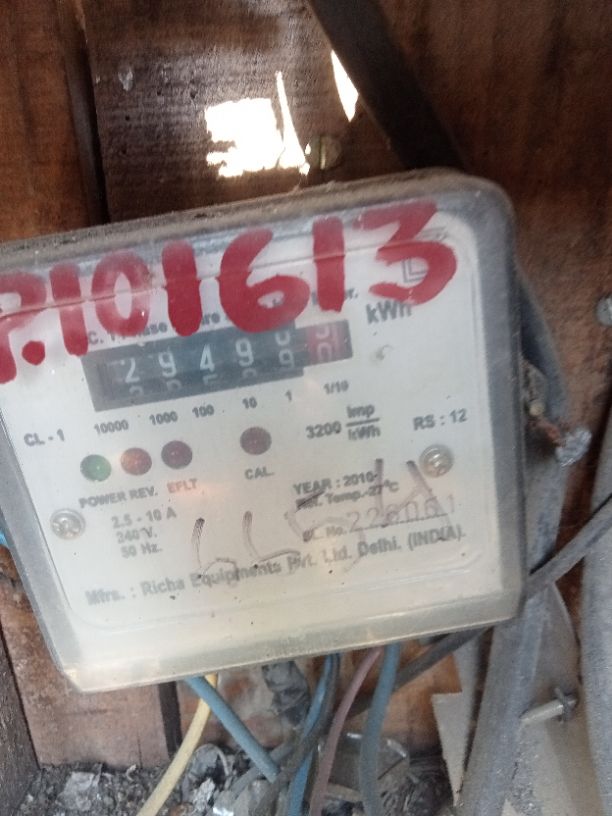 P.101613
kWh
2949
10000 1000 100 10 1 1/10
CL - 1
3200 Imp/kWh
RS : 12
POWER REV. EFLT CAL.
YEAR : 2010-
2.5 - 10 A
240 V.
50 Hz.
Mfrs. : Richa Equipments Pvt. Ltd. Delhi. (INDIA).